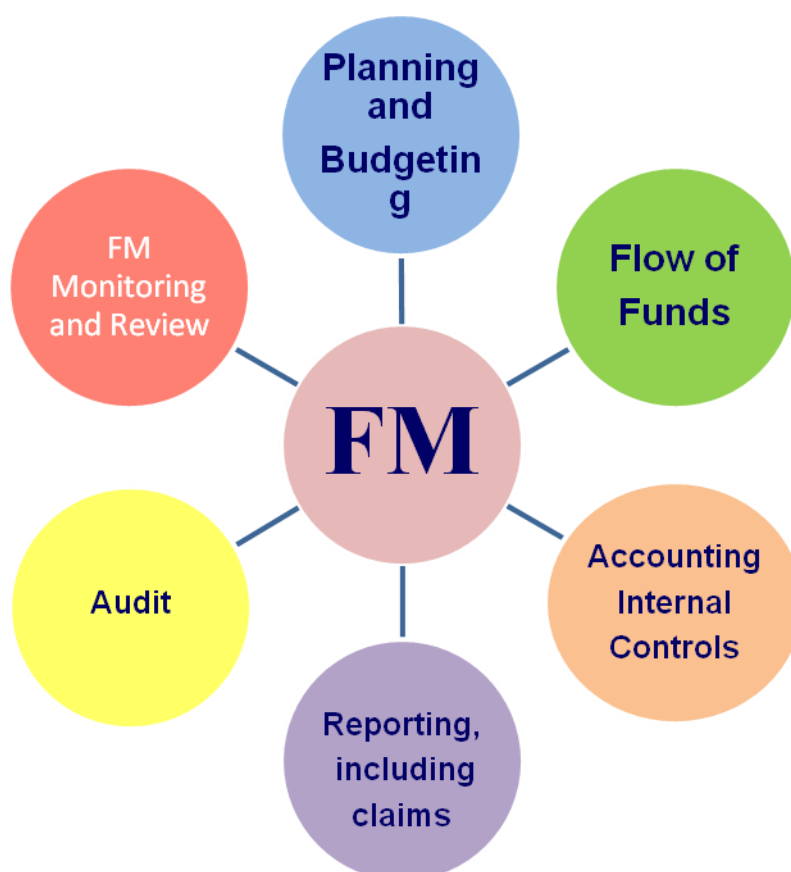 Planning
and
Budgetin
g
Flow of
Funds
FM
Monitoring
and Review
FM
Audit
Accounting
Internal
Controls
Reporting,
including
claims